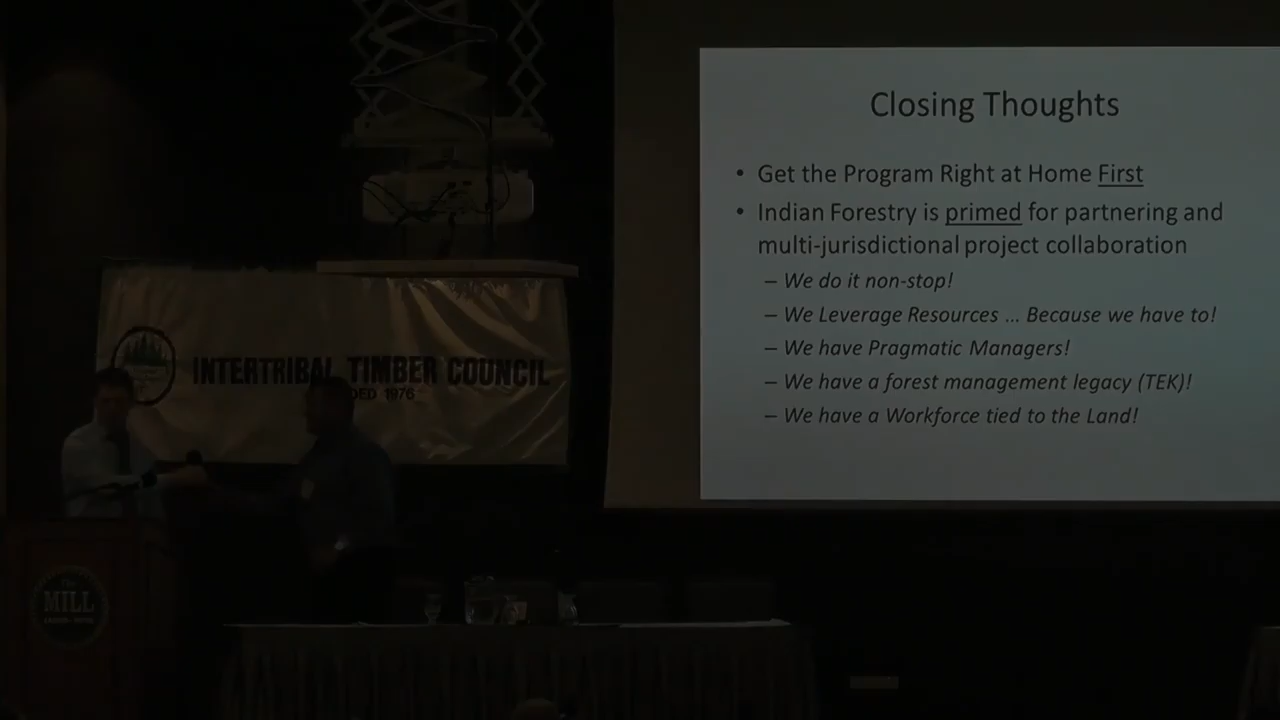 Closing Thoughts
• Get the Program Right at Home First
• Indian Forestry is primed for partnering and
multi-jurisdictional project collaboration
– We do it non-stop!
– We Leverage Resources ... Because we have to!
– We have Pragmatic Managers!
– We have a forest management legacy (TEK)!
– We have a Workforce tied to the Land!
INTERTRIBAL TIMBER COUNCIL
1976
The
MILL